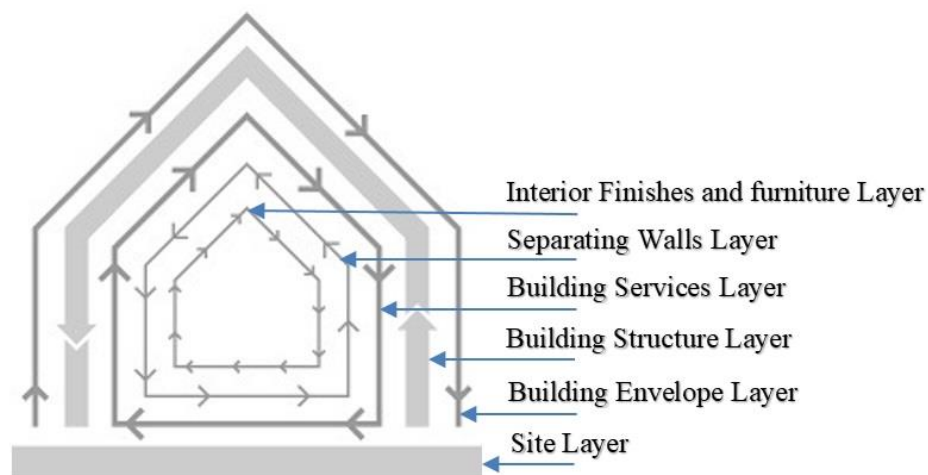 Interior Finishes and furniture Layer
Separating Walls Layer
Building Services Layer
Building Structure Layer
Building Envelope Layer
Site Layer